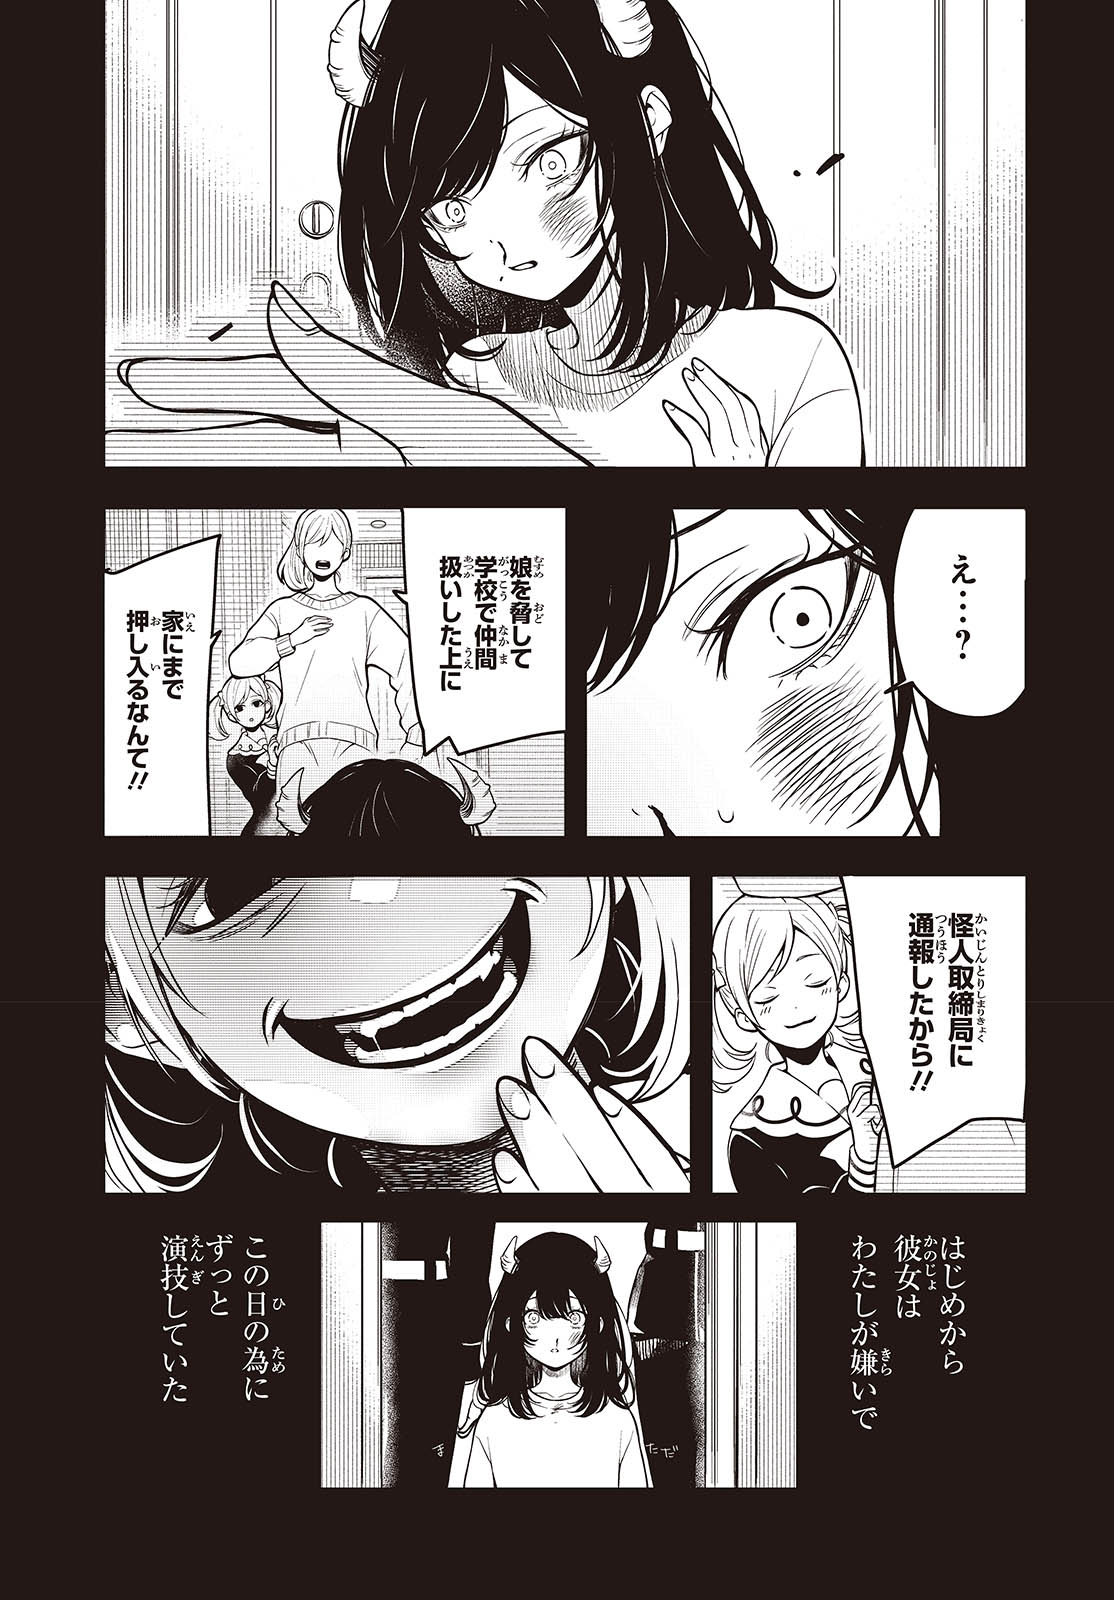 え‥‥？
娘を脅して
学校で仲間
扱いした上に
家にまで
押し入るなんて!!
怪人取締局に
通報したから!!
はじめから
彼女は
わたしが嫌いで
この日の為に
ずっと
演技していた